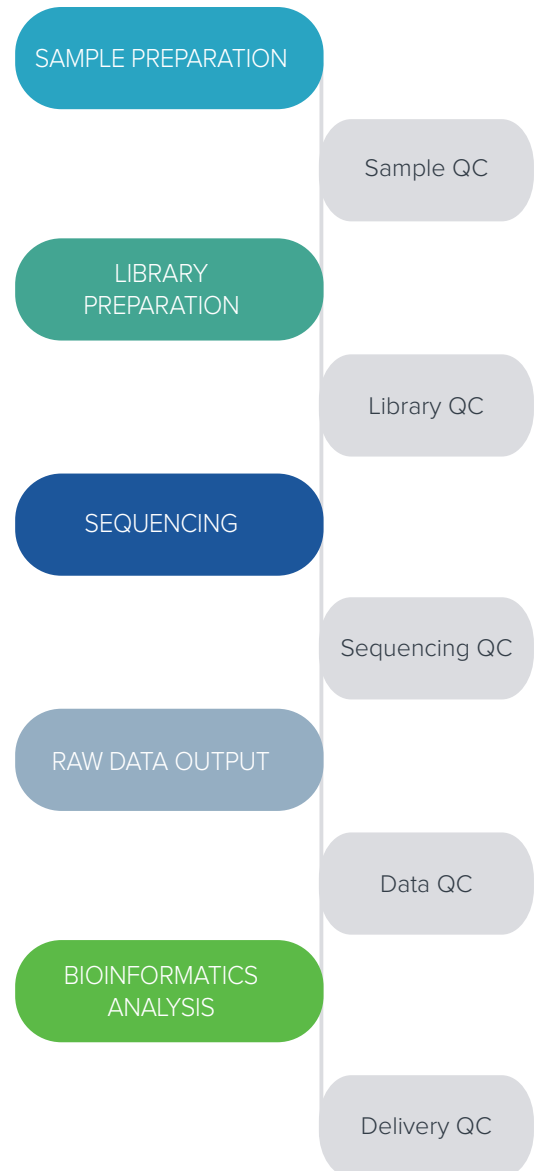 SAMPLE PREPARATION
Sample QC
LIBRARY
PREPARATION
Library QC
SEQUENCING
Sequencing QC
RAW DATA OUTPUT
Data QC
BIOINFORMATICS
ANALYSIS
Delivery QC